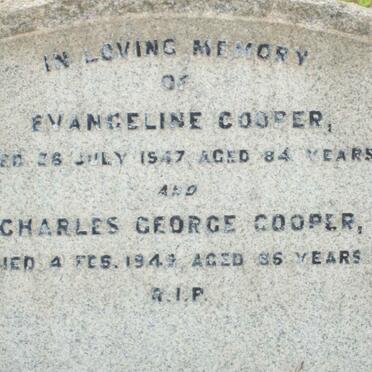 IN LOVING MEMORY
OF
EVANGELINE COOPER,
ED 26 JULY 1947 AGED 84 YEARS
AND
CHARLES GEORGE COOPER,
IED 4 FEB. 1949 AGED 86 YEARS
R.I.P.